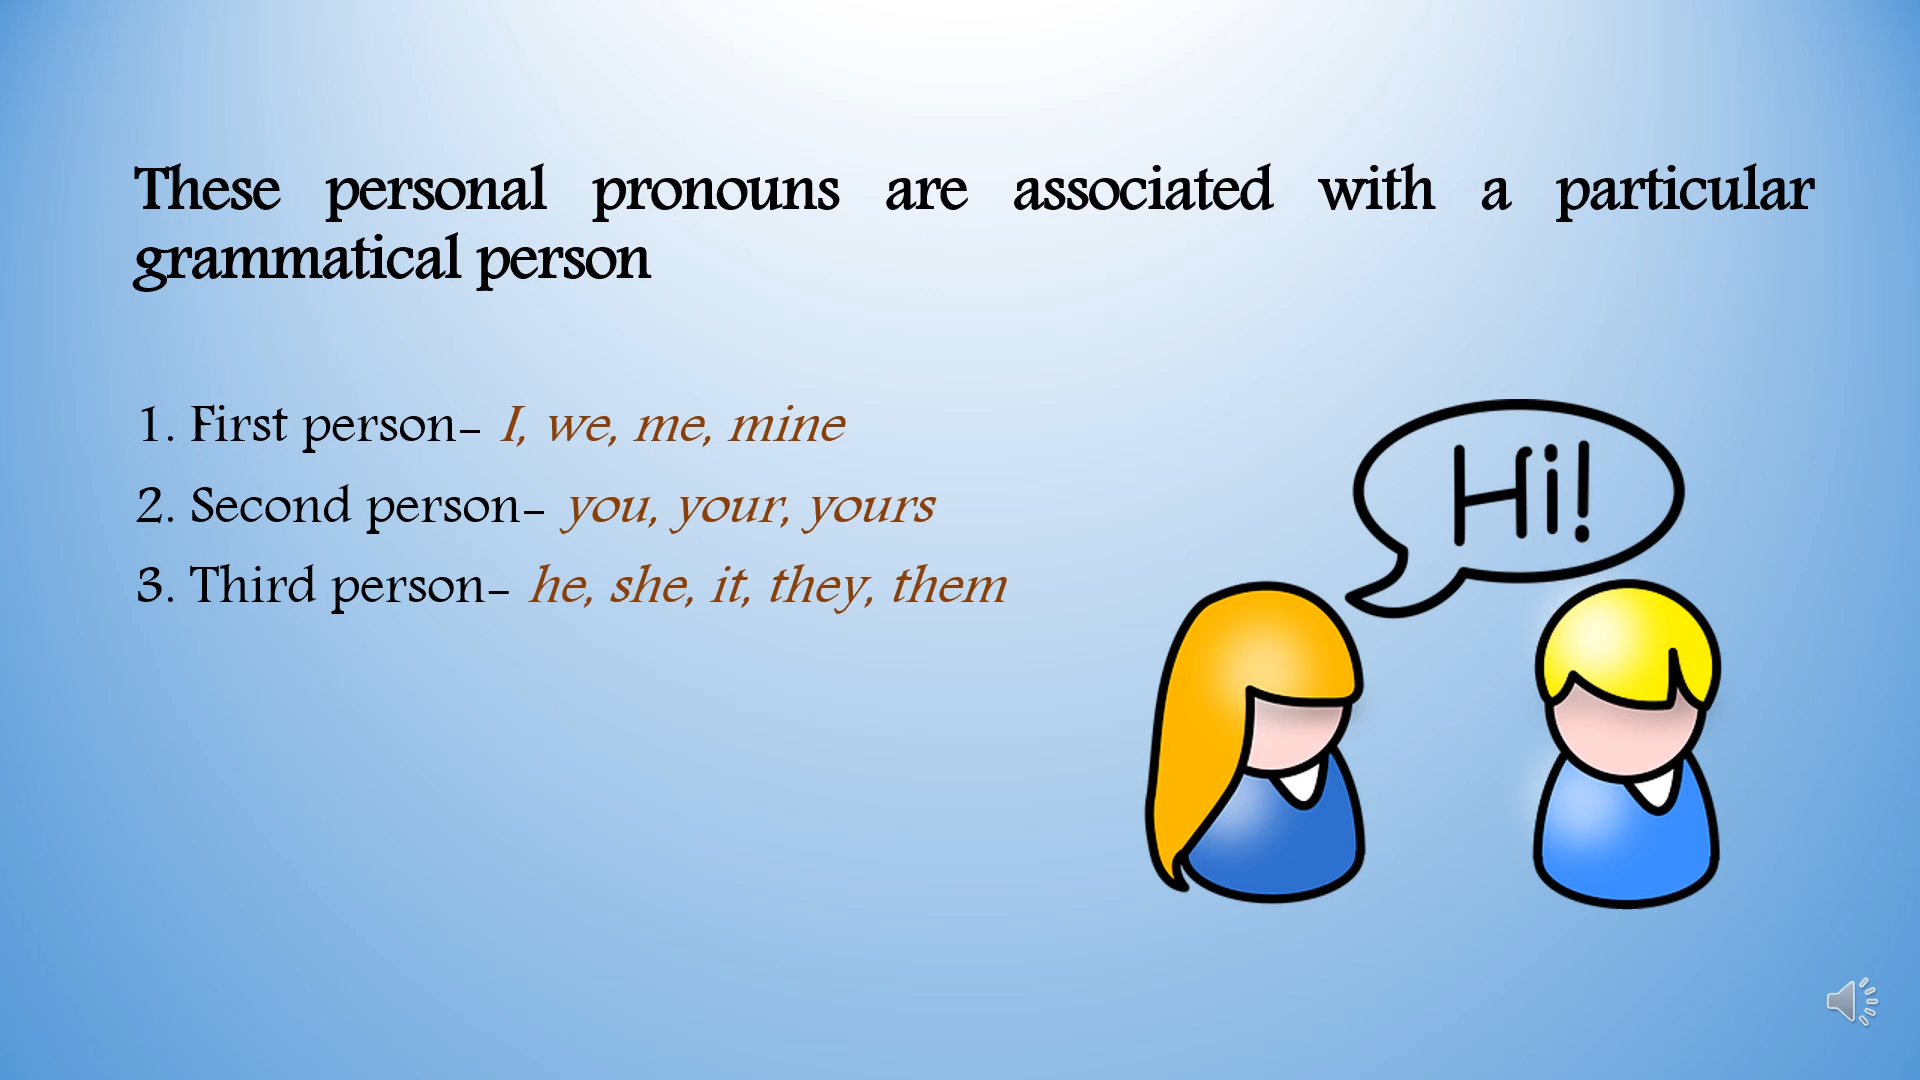 These personal pronouns are associated with a particular
grammatical person
1. First person- I, we, me, mine
2. Second person- you, your, yours
3. Third person- he, she, it, they, them
Hi!